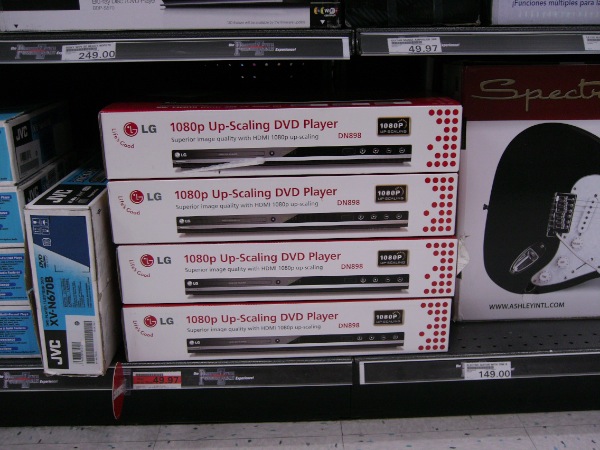 249.00
49.97
¡Funciones múltiples para la
LG
Life's Good
1080p Up-Scaling DVD Player
Superior image quality with HDMI 1080p up-scaling
DN898
1080P
UP-SCALING
LG
Life's Good
1080p Up-Scaling DVD Player
Superior image quality with HDMI 1080p up-scaling
DN898
1080P
UP-SCALING
LG
Life's Good
1080p Up-Scaling DVD Player
Superior image quality with HDMI 1080p up-scaling
DN898
LG
Life's Good
1080p Up-Scaling DVD Player
Superior image quality with HDMI 1080p up-scaling
DN898
1080P
UP-SCALING
JVC
XV-N670B
JVC
Spectr
WWW.ASHLEYINTL.COM
49.97
149.00